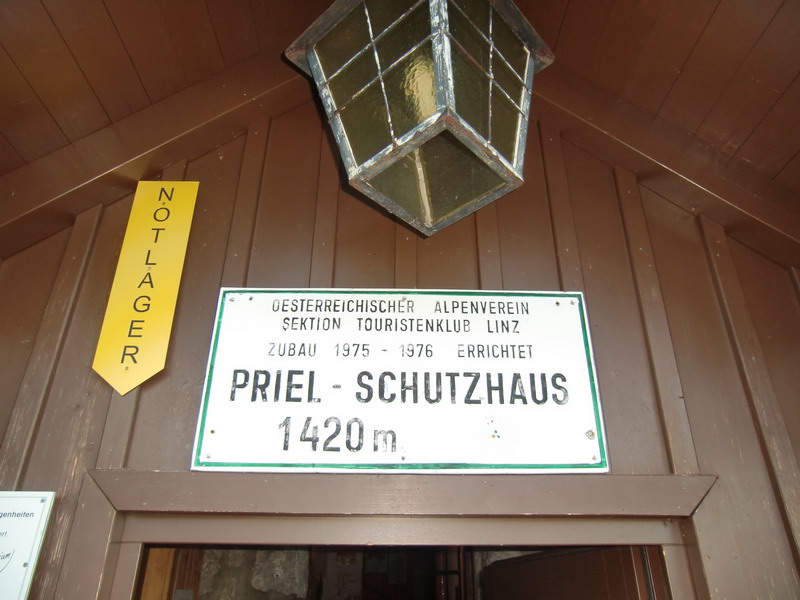 NOTLAGER
OESTERREICHISCHER ALPENVEREIN
SEKTION TOURISTENKLUB LINZ
ZUBAU 1975 - 1976 ERRICHTET
PRIEL - SCHUTZHAUS
1420 m